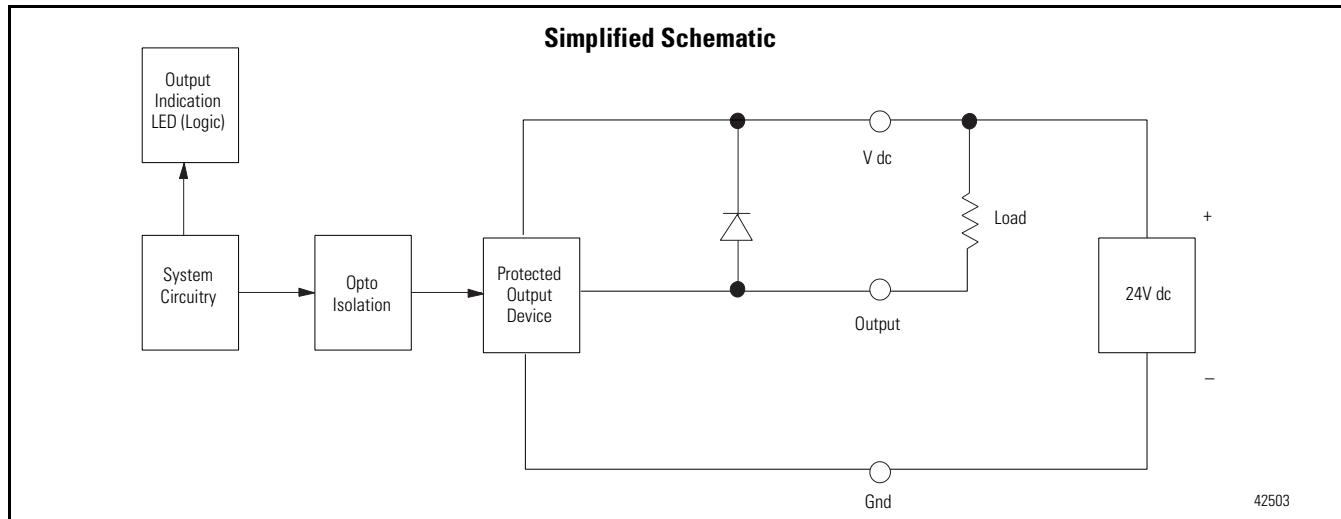 Simplified Schematic
Output
Indication
LED (Logic)
V dc
Load
+
System
Circuitry
Opto
Isolation
Protected
Output
Device
24V dc
Output
–
Gnd
42503